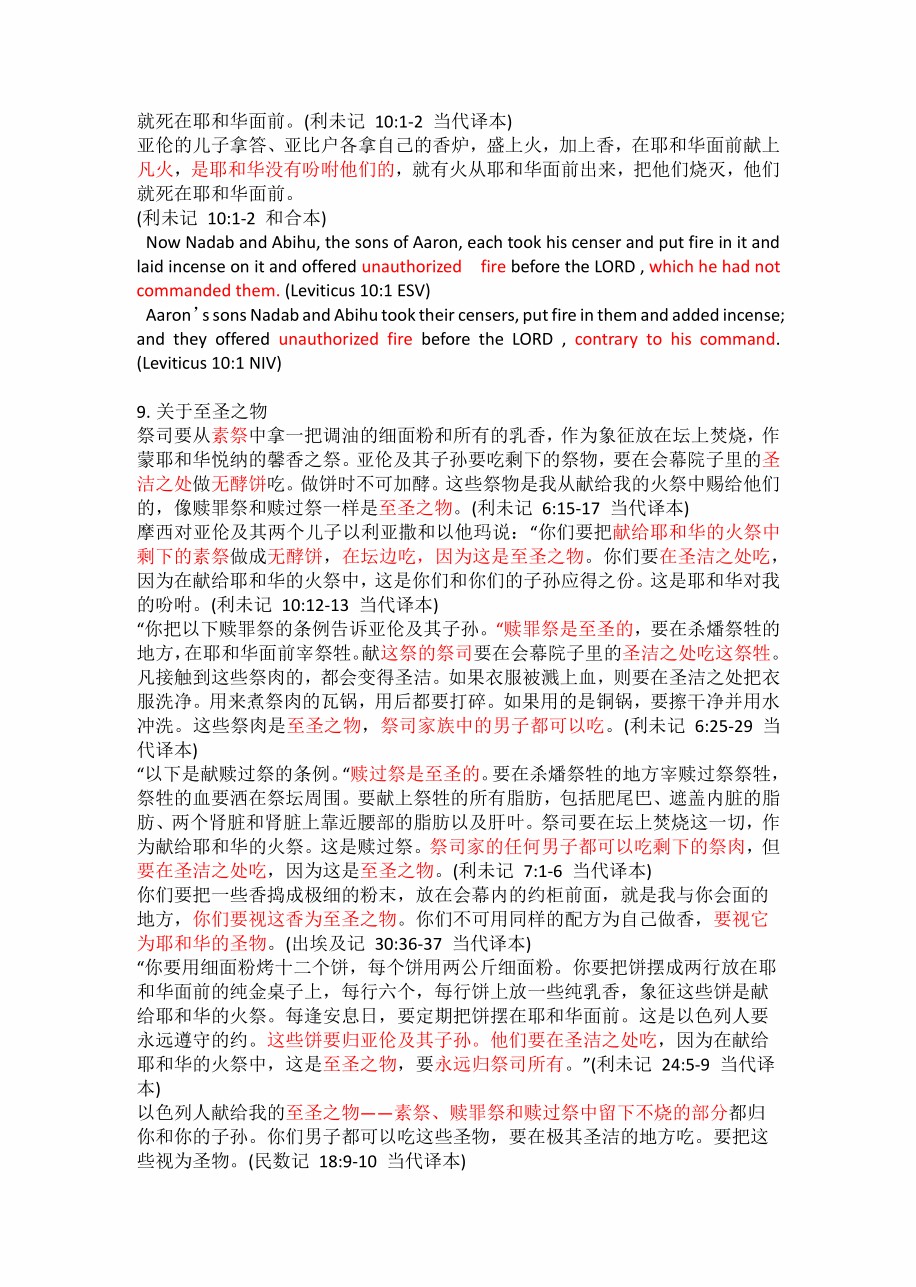 就死在耶和华面前。(利未记 10:1-2 当代译本)
亚伦的儿子拿答、亚比户各拿自己的香炉，盛上火，加上香，在耶和华面前献上
凡火，是耶和华没有吩咐他们的，就有火从耶和华面前出来，把他们烧灭，他们
就死在耶和华面前。
(利未记 10:1-2 和合本)
Now Nadab and Abihu, the sons of Aaron, each took his censer and put fire in it and
laid incense on it and offered unauthorized fire before the LORD , which he had not
commanded them. (Leviticus 10:1 ESV)
Aaron’s sons Nadab and Abihu took their censers, put fire in them and added incense;
and they offered unauthorized fire before the LORD , contrary to his command.
(Leviticus 10:1 NIV)
9. 关于至圣之物
祭司要从素祭中拿一把调油的细面粉和所有的乳香，作为象征放在坛上焚烧，作
蒙耶和华悦纳的馨香之祭。亚伦及其子孙要吃剩下的祭物，要在会幕院子里的圣
洁之处做无酵饼吃。做饼时不可加酵。这些祭物是我从献给我的火祭中赐给他们
的，像赎罪祭和赎过祭一样是至圣之物。(利未记 6:15-17 当代译本)
摩西对亚伦及其两个儿子以利亚撒和以他玛说：“你们要把献给耶和华的火祭中
剩下的素祭做成无酵饼，在坛边吃，因为这是至圣之物。你们要在圣洁之处吃，
因为在献给耶和华的火祭中，这是你们和你们的子孙应得之份。这是耶和华对我
的吩咐。(利未记 10:12-13 当代译本)
“你把以下赎罪祭的条例告诉亚伦及其子孙。“赎罪祭是至圣的，要在杀燔祭牲的
地方，在耶和华面前宰祭牲。献这祭的祭司要在会幕院子里的圣洁之处吃这祭牲。
凡接触到这些祭肉的，都会变得圣洁。如果衣服被溅上血，则要在圣洁之处把衣
服洗净。用来煮祭肉的瓦锅，用后都要打碎。如果用的是铜锅，要擦干净并用水
冲洗。这些祭肉是至圣之物，祭司家族中的男子都可以吃。(利未记 6:25-29 当
代译本)
“以下是献赎过祭的条例。“赎过祭是至圣的。要在杀燔祭牲的地方宰赎过祭祭牲，
祭牲的血要洒在祭坛周围。要献上祭牲的所有脂肪，包括肥尾巴、遮盖内脏的脂
肪、两个肾脏和肾脏上靠近腰部的脂肪以及肝叶。祭司要在坛上焚烧这一切，作
为献给耶和华的火祭。这是赎过祭。祭司家的任何男子都可以吃剩下的祭肉，但
要在圣洁之处吃，因为这是至圣之物。(利未记 7:1-6 当代译本)
你们要把一些香捣成极细的粉末，放在会幕内的约柜前面，就是我与你会面的
地方，你们要视这香为至圣之物。你们不可用同样的配方为自己做香，要视它
为耶和华的圣物。(出埃及记 30:36-37 当代译本)
“你要用细面粉烤十二个饼，每个饼用两公斤细面粉。你要把饼摆成两行放在耶
和华面前的纯金桌子上，每行六个，每行饼上放一些纯乳香，象征这些饼是献
给耶和华的火祭。每逢安息日，要定期把饼摆在耶和华面前。这是以色列人要
永远遵守的约。这些饼要归亚伦及其子孙。他们要在圣洁之处吃，因为在献给
耶和华的火祭中，这是至圣之物，要永远归祭司所有。”(利未记 24:5-9 当代译
本)
以色列人献给我的至圣之物——素祭、赎罪祭和赎过祭中留下不烧的部分都归
你和你的子孙。你们男子都可以吃这些圣物，要在极其圣洁的地方吃。要把这
些视为圣物。(民数记 18:9-10 当代译本)